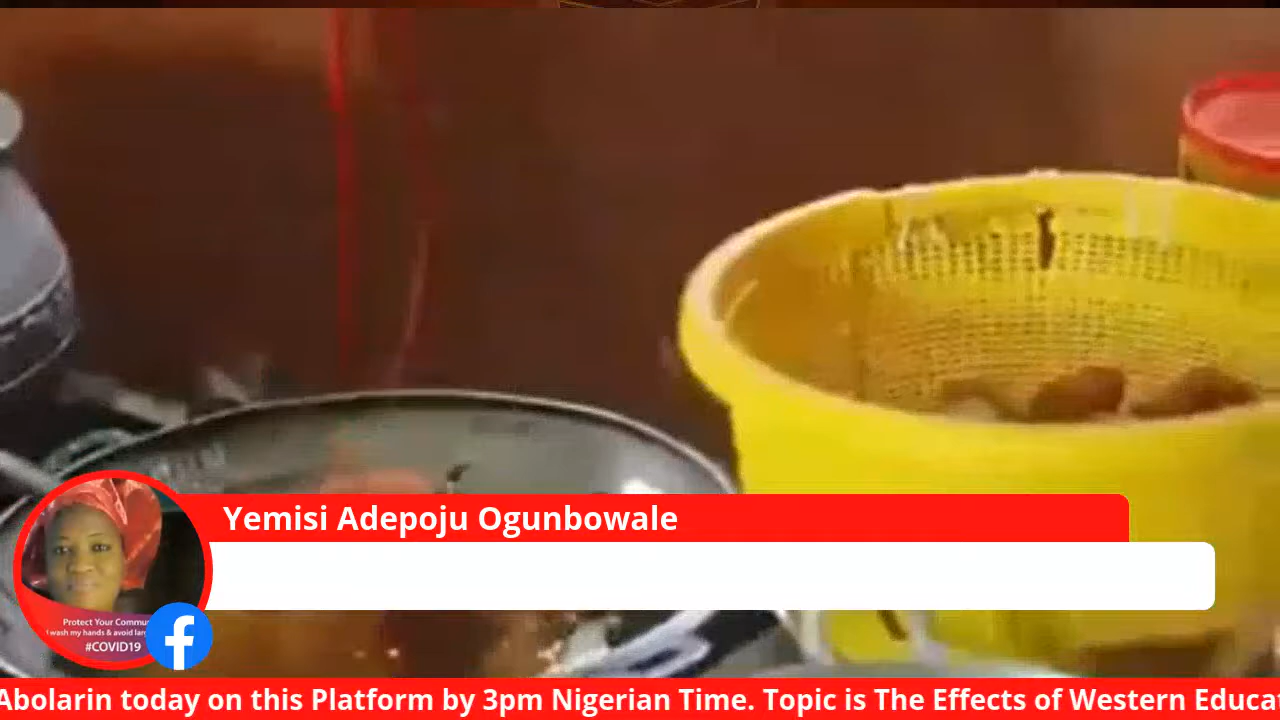 Yemisi Adepoju Ogunbowale
Protect Your Commu
I wash my hands & avoid lar
#COVID19
Abolarin today on this Platform by 3pm Nigerian Time. Topic is The Effects of Western Educa